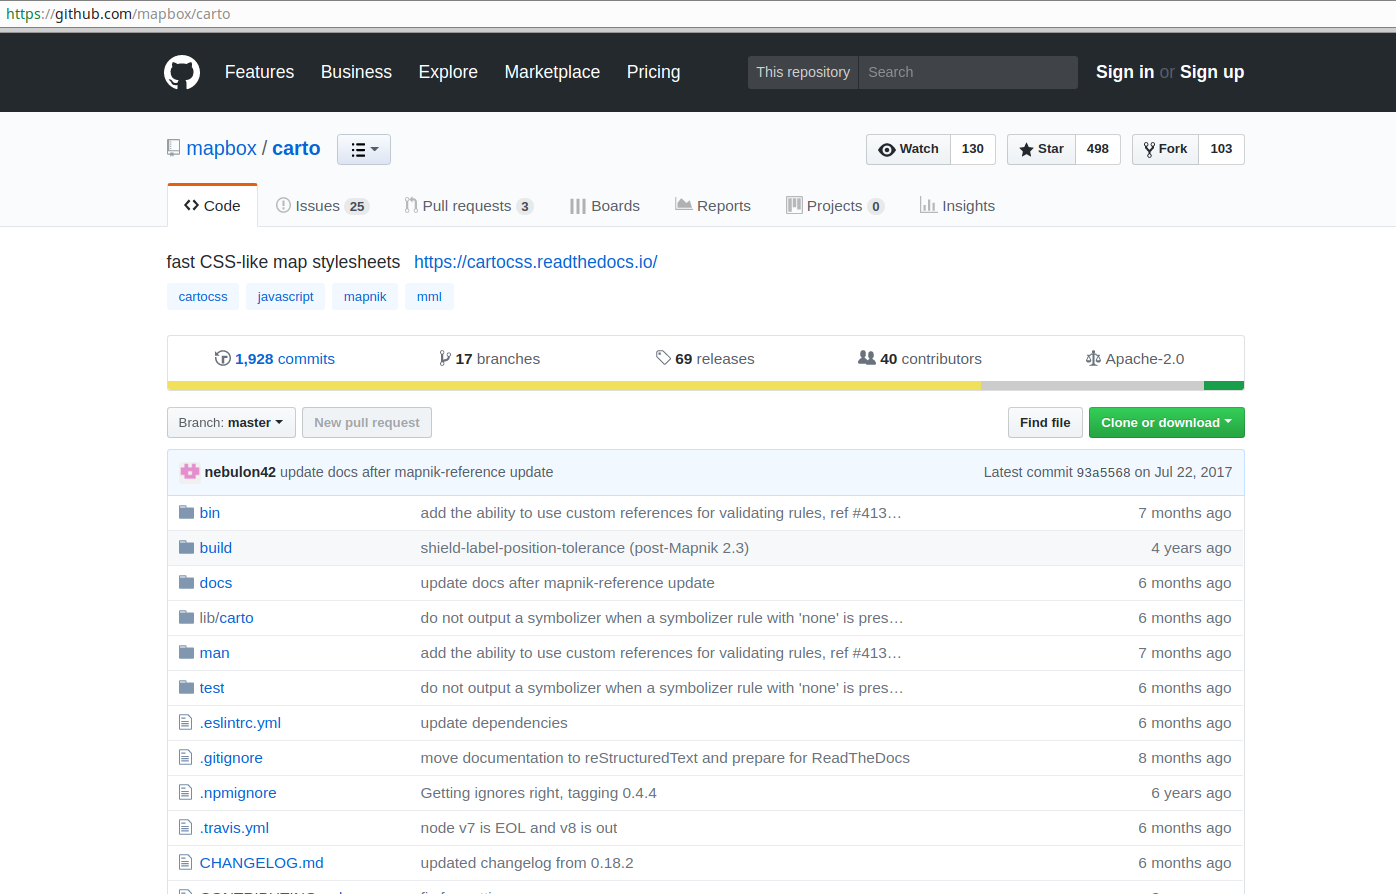 https://github.com/mapbox/carto
Features Business Explore Marketplace Pricing This repository Search Sign in or Sign up
mapbox / carto Watch 130 Star 498 Fork 103
Code Issues 25 Pull requests 3 Boards Reports Projects 0 Insights
fast CSS-like map stylesheets https://cartocss.readthedocs.io/
cartocss javascript mapnik mml
1,928 commits 17 branches 69 releases 40 contributors Apache-2.0
Branch: master New pull request Find file Clone or download
nebulon42 update docs after mapnik-reference update Latest commit 93a5568 on Jul 22, 2017
bin add the ability to use custom references for validating rules, ref #413… 7 months ago
build shield-label-position-tolerance (post-Mapnik 2.3) 4 years ago
docs update docs after mapnik-reference update 6 months ago
lib/carto do not output a symbolizer when a symbolizer rule with 'none' is pres… 6 months ago
man add the ability to use custom references for validating rules, ref #413… 7 months ago
test do not output a symbolizer when a symbolizer rule with 'none' is pres… 6 months ago
.eslintrc.yml update dependencies 6 months ago
.gitignore move documentation to reStructuredText and prepare for ReadTheDocs 8 months ago
.npmignore Getting ignores right, tagging 0.4.4 6 years ago
.travis.yml node v7 is EOL and v8 is out 6 months ago
CHANGELOG.md updated changelog from 0.18.2 6 months ago